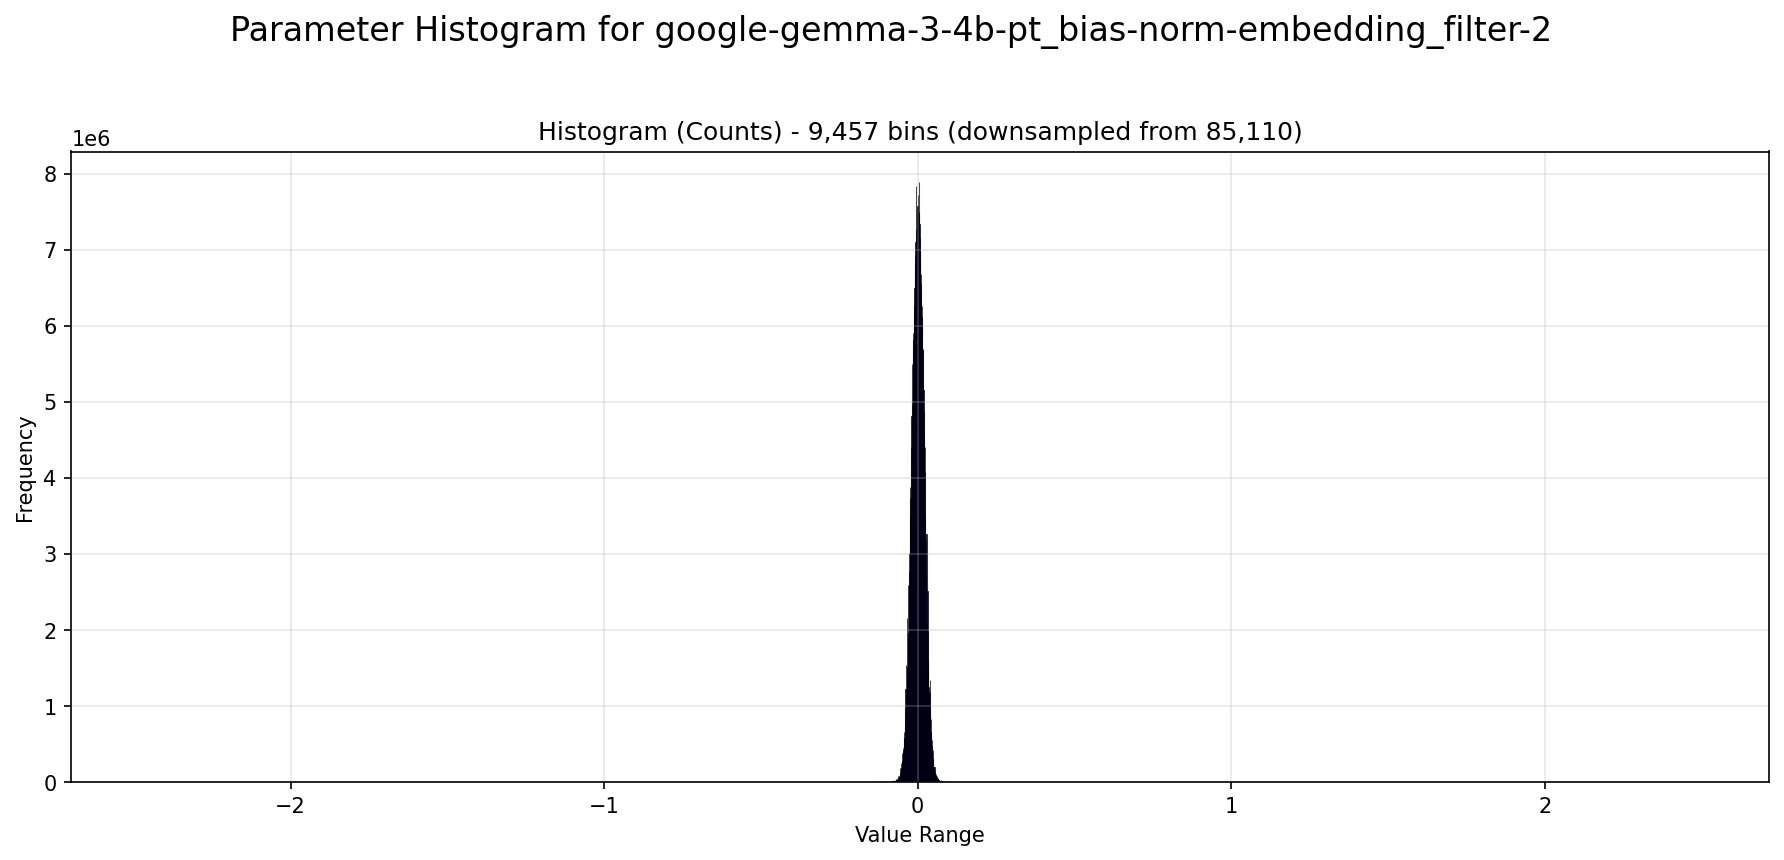 Parameter Histogram for google-gemma-3-4b-pt_bias-norm-embedding_filter-2
Histogram (Counts) - 9,457 bins (downsampled from 85,110)
1e6
8
7
6
5
4
3
2
1
0
Frequency
−2
−1
0
1
2
Value Range